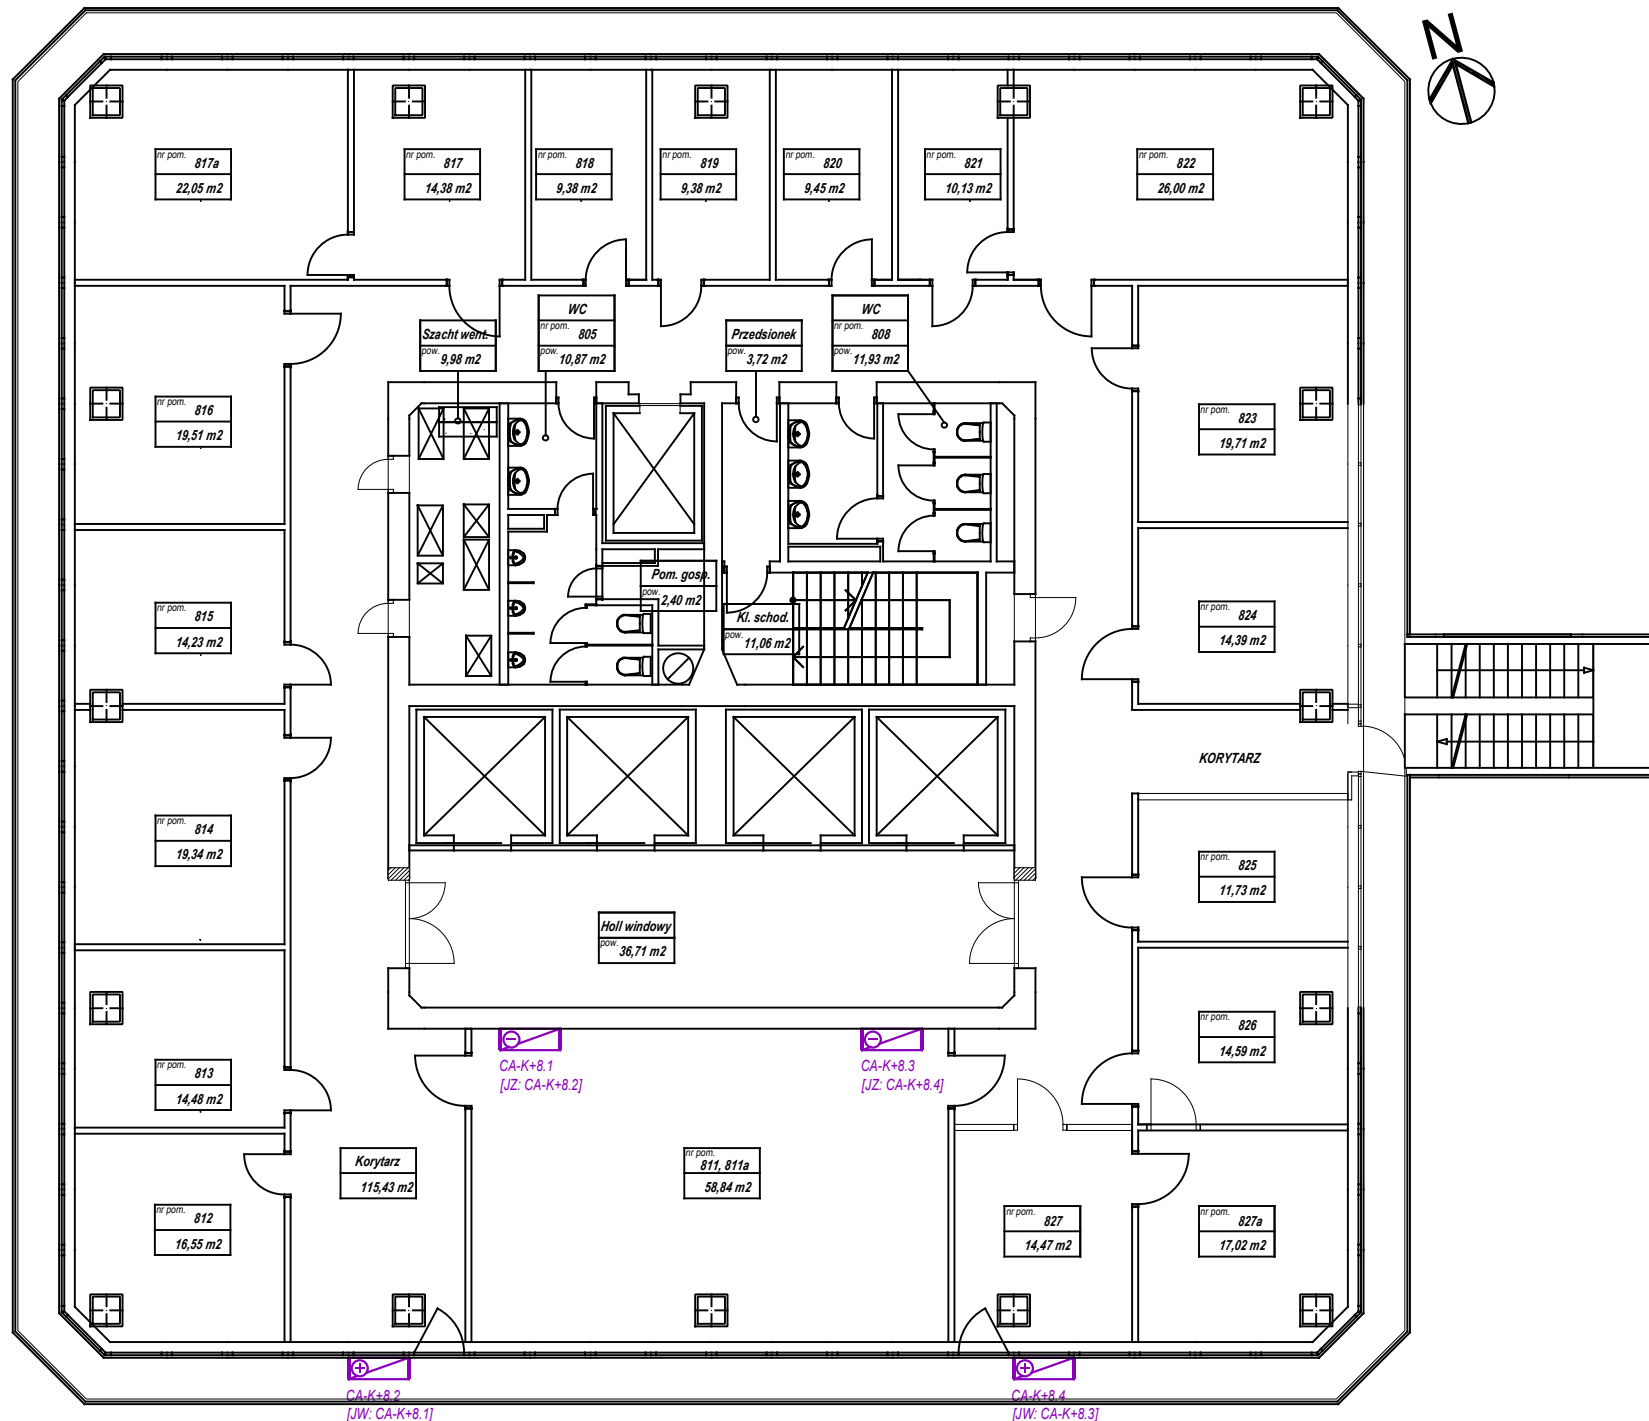 N
nr pom. 817a
22,05 m2
nr pom. 817
14,38 m2
nr pom. 818
9,38 m2
nr pom. 819
9,38 m2
nr pom. 820
9,45 m2
nr pom. 821
10,13 m2
nr pom. 822
26,00 m2
Szacht went.
pow. 9,98 m2
WC
nr pom. 805
pow. 10,87 m2
Przedsionek
pow. 3,72 m2
WC
nr pom. 808
pow. 11,93 m2
nr pom. 816
19,51 m2
nr pom. 823
19,71 m2
Pom. gosp.
pow. 2,40 m2
Kl. schod.
pow. 11,06 m2
nr pom. 815
14,23 m2
nr pom. 824
14,39 m2
KORYTARZ
nr pom. 814
19,34 m2
nr pom. 825
11,73 m2
Holl windowy
pow. 36,71 m2
nr pom. 826
14,59 m2
CA-K+8.1
[JZ: CA-K+8.2]
CA-K+8.3
[JZ: CA-K+8.4]
nr pom. 813
14,48 m2
Korytarz
115,43 m2
nr pom. 811, 811a
58,84 m2
nr pom. 812
16,55 m2
nr pom. 827
14,47 m2
nr pom. 827a
17,02 m2
CA-K+8.2
[JW: CA-K+8.1]
CA-K+8.4
[JW: CA-K+8.3]